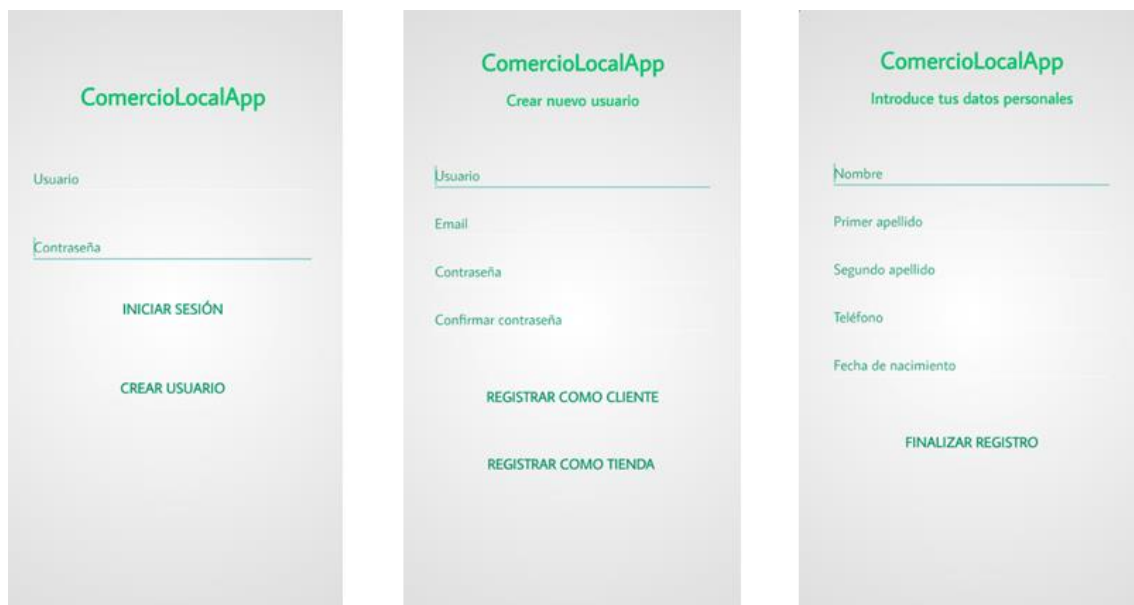 ComercioLocalApp
Usuario
Contraseña
INICIAR SESIÓN
CREAR USUARIO
ComercioLocalApp
Crear nuevo usuario
Usuario
Email
Contraseña
Confirmar contraseña
REGISTRAR COMO CLIENTE
REGISTRAR COMO TIENDA
ComercioLocalApp
Introduce tus datos personales
Nombre
Primer apellido
Segundo apellido
Teléfono
Fecha de nacimiento
FINALIZAR REGISTRO